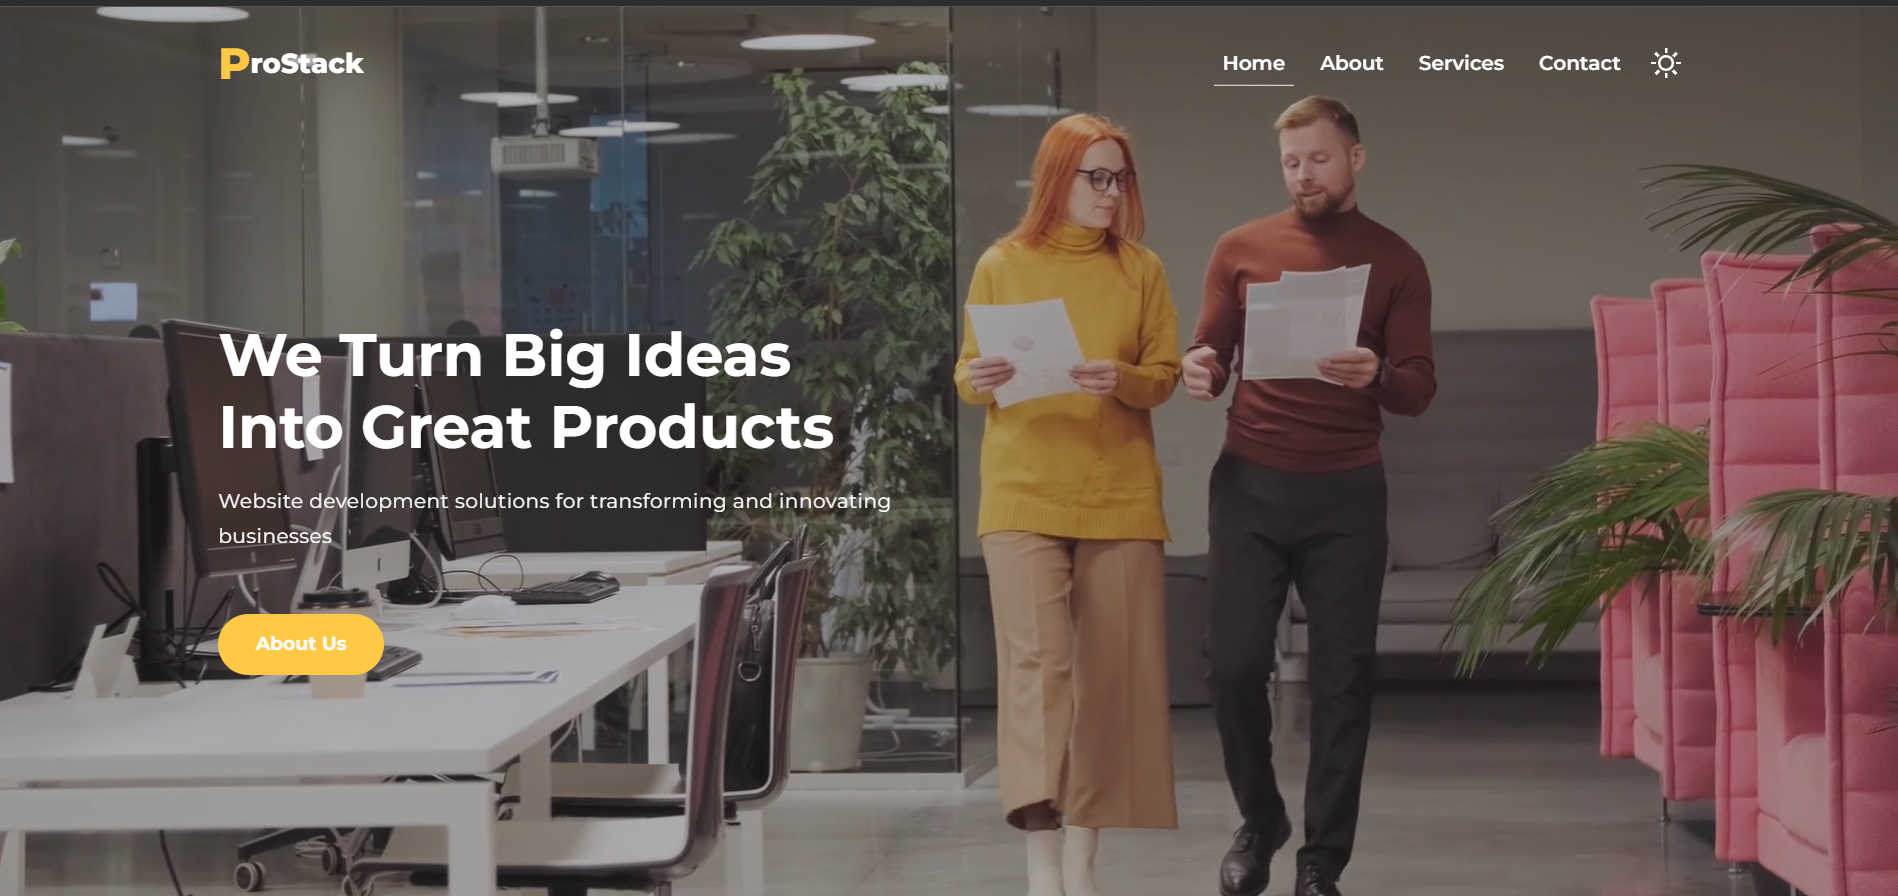 ProStack
Home About Services Contact
We Turn Big Ideas
Into Great Products
Website development solutions for transforming and innovating
businesses
About Us